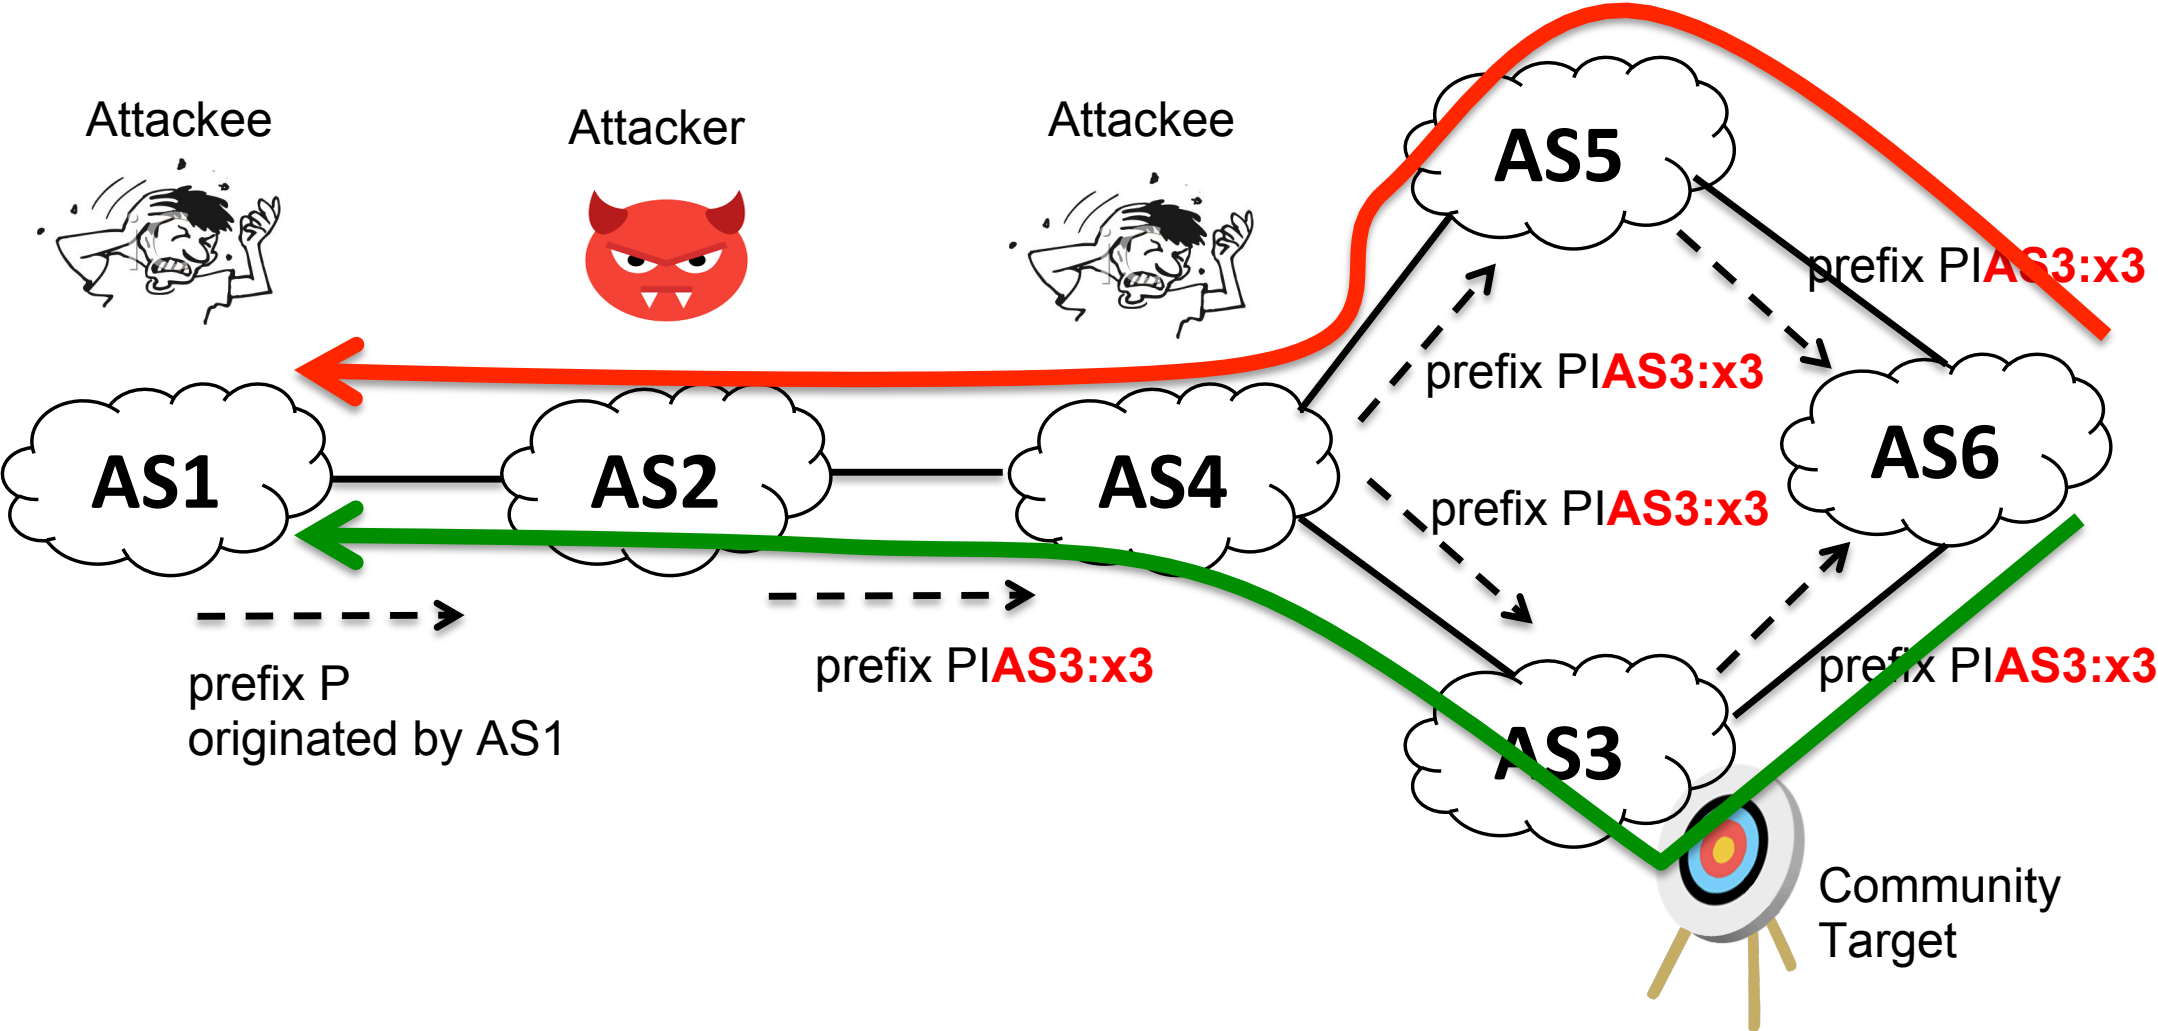 Attackee
Attacker
Attackee
AS5
prefix P|AS3:x3
prefix P|AS3:x3
AS1
AS2
AS4
AS6
prefix P|AS3:x3
prefix P
originated by AS1
prefix P|AS3:x3
prefix P|AS3:x3
AS3
Community
Target